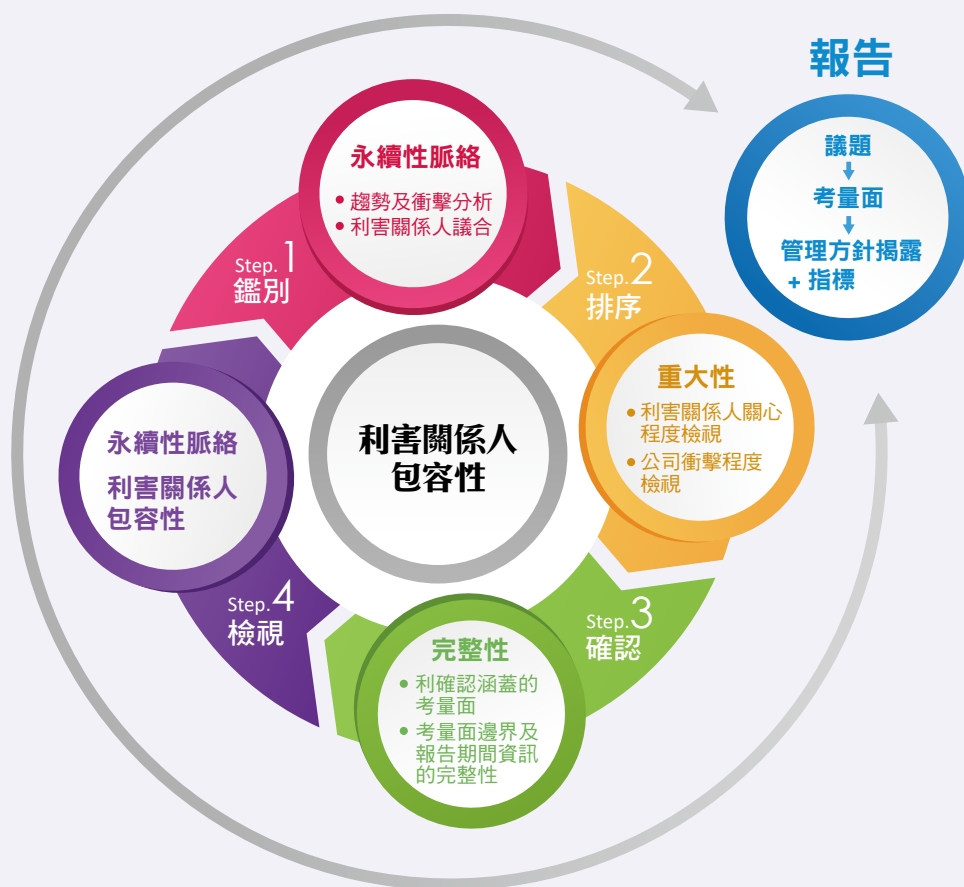 報告
議題
考量面
管理方針揭露
+ 指標
Step.1
鑑別
永續性脈絡
• 趨勢及衝擊分析
• 利害關係人議合
Step.2
排序
重大性
• 利害關係人關心
程度檢視
• 公司衝擊程度
檢視
Step.3
確認
完整性
• 利確認涵蓋的
考量面
• 考量面邊界及
報告期間資訊
的完整性
Step.4
檢視
永續性脈絡
利害關係人
包容性
利害關係人
包容性